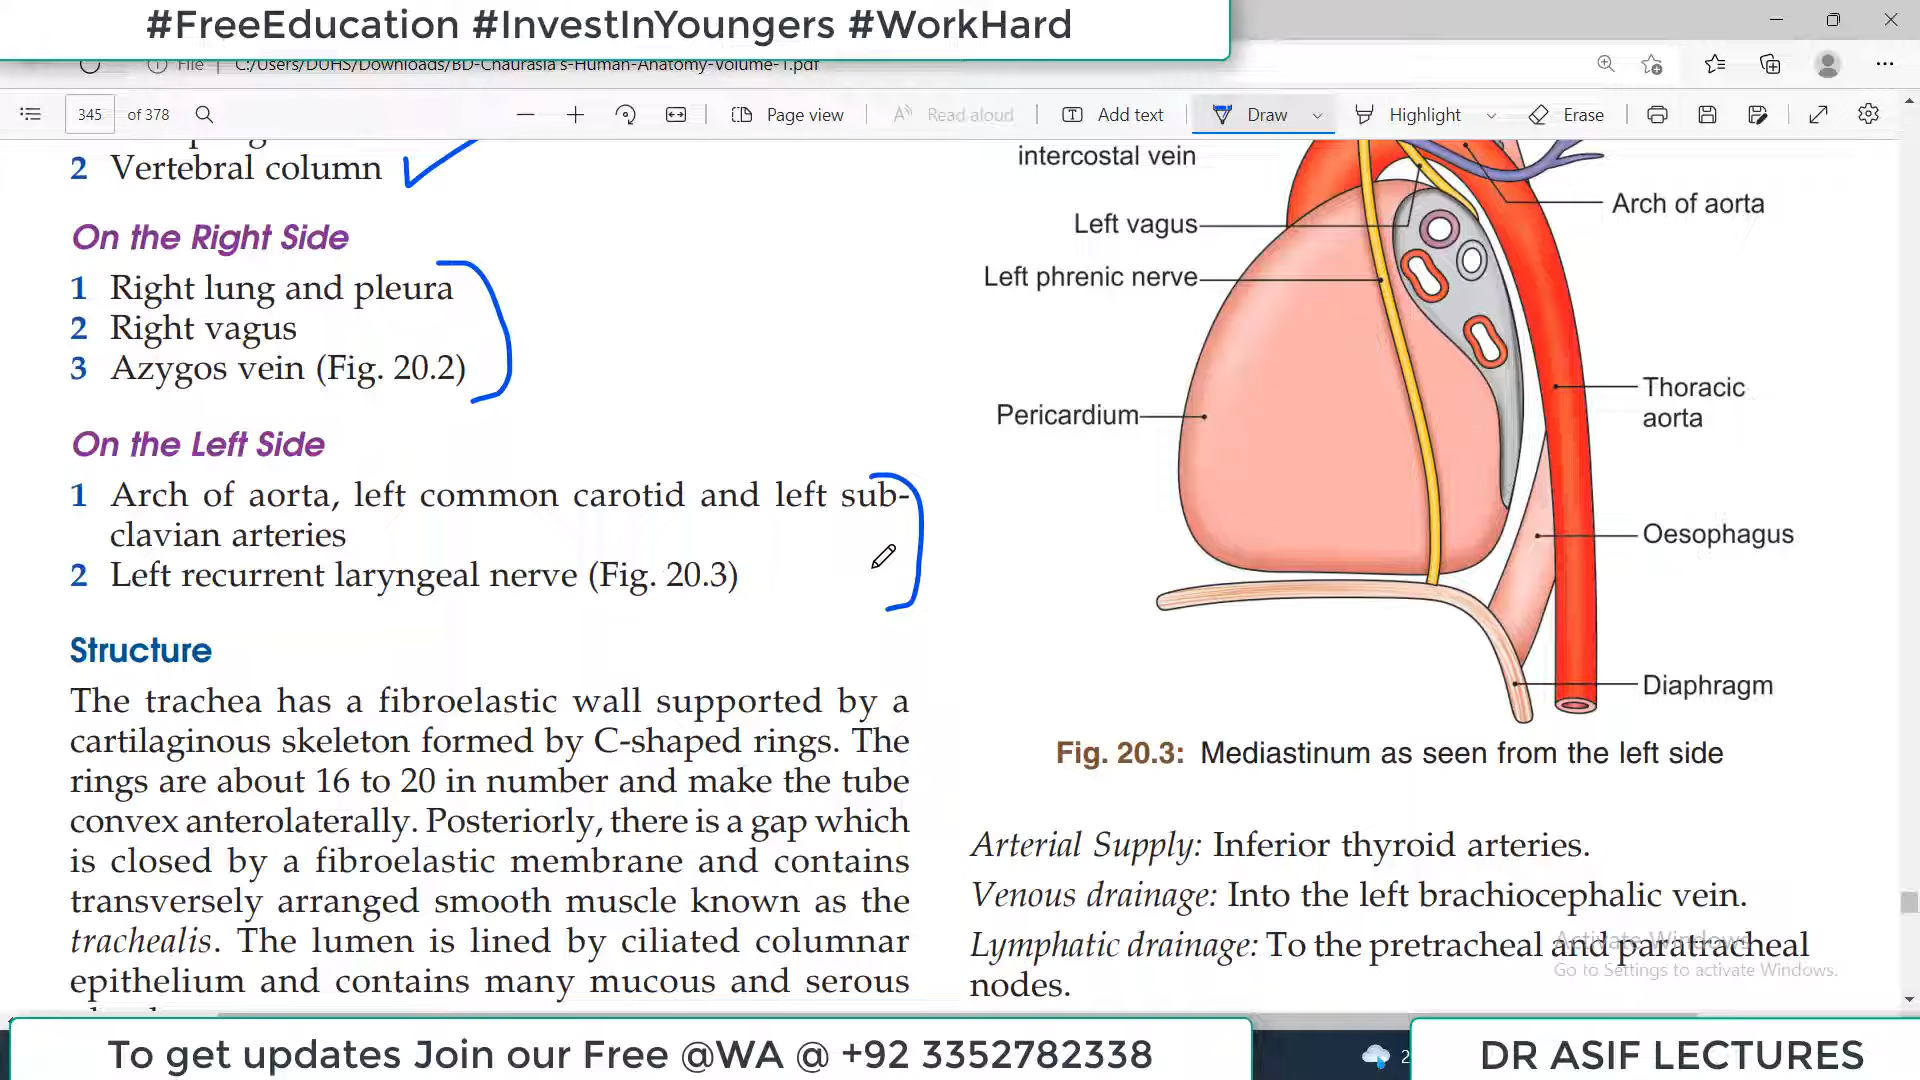 #FreeEducation #InvestInYoungers #WorkHard
File
C:/Users/DUHS/Downloads/BD-Chaurasia's-Human-Anatomy-Volume-1.pdf
345 of 378
Page view
Read aloud
Add text
Draw
Highlight
Erase
2 Vertebral column
On the Right Side
1 Right lung and pleura
2 Right vagus
3 Azygos vein (Fig. 20.2)
On the Left Side
1 Arch of aorta, left common carotid and left sub-
clavian arteries
2 Left recurrent laryngeal nerve (Fig. 20.3)
Structure
The trachea has a fibroelastic wall supported by a
cartilaginous skeleton formed by C-shaped rings. The
rings are about 16 to 20 in number and make the tube
convex anterolaterally. Posteriorly, there is a gap which
is closed by a fibroelastic membrane and contains
transversely arranged smooth muscle known as the
trachealis. The lumen is lined by ciliated columnar
epithelium and contains many mucous and serous
intercostal vein
Left vagus
Left phrenic nerve
Pericardium
Arch of aorta
Thoracic
aorta
Oesophagus
Diaphragm
Fig. 20.3: Mediastinum as seen from the left side
Arterial Supply: Inferior thyroid arteries.
Venous drainage: Into the left brachiocephalic vein.
Lymphatic drainage: To the pretracheal and paratracheal
nodes.
Activate Windows
Go to Settings to activate Windows.
To get updates Join our Free @WA @ +92 3352782338
2
DR ASIF LECTURES